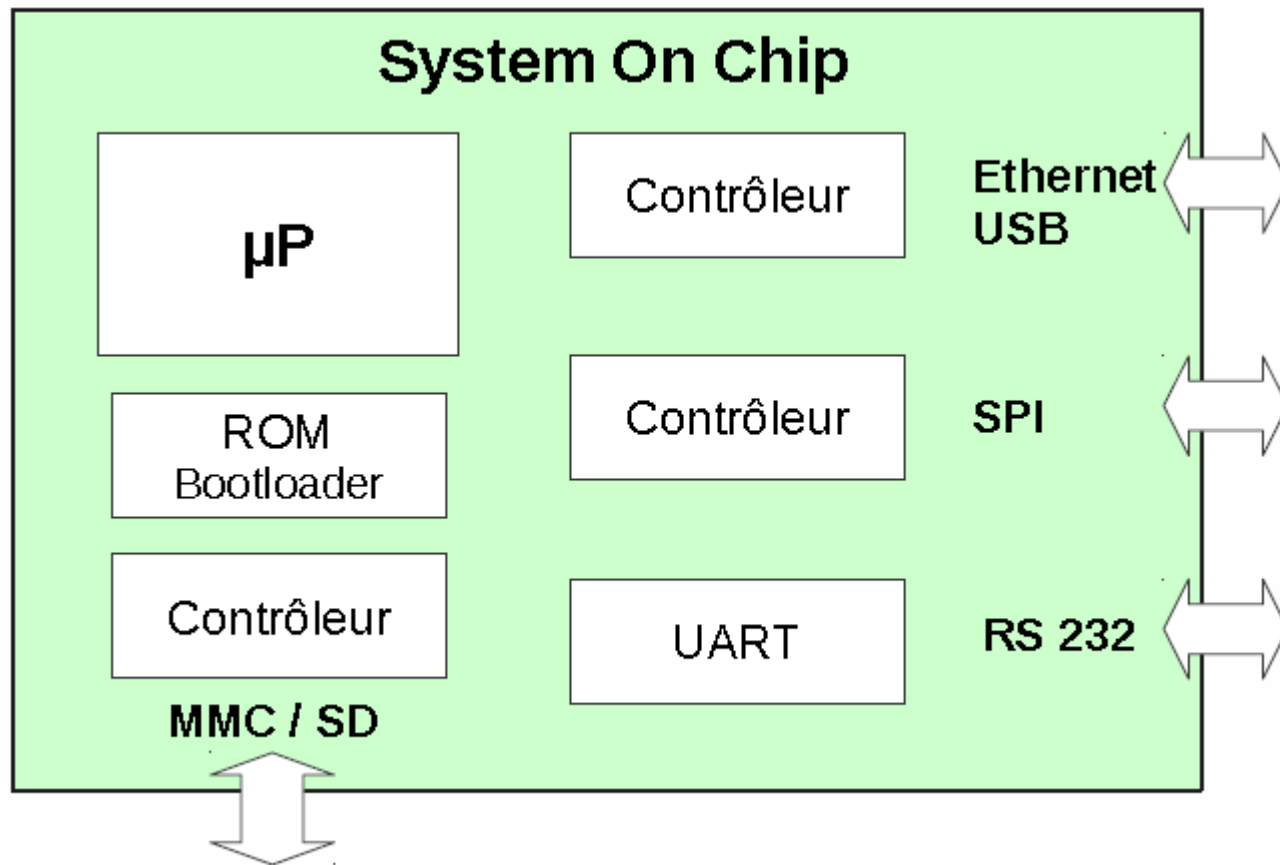 System On Chip
µP
ROM
Bootloader
Contrôleur
MMC / SD
Contrôleur
Ethernet
USB
Contrôleur
SPI
UART
RS 232